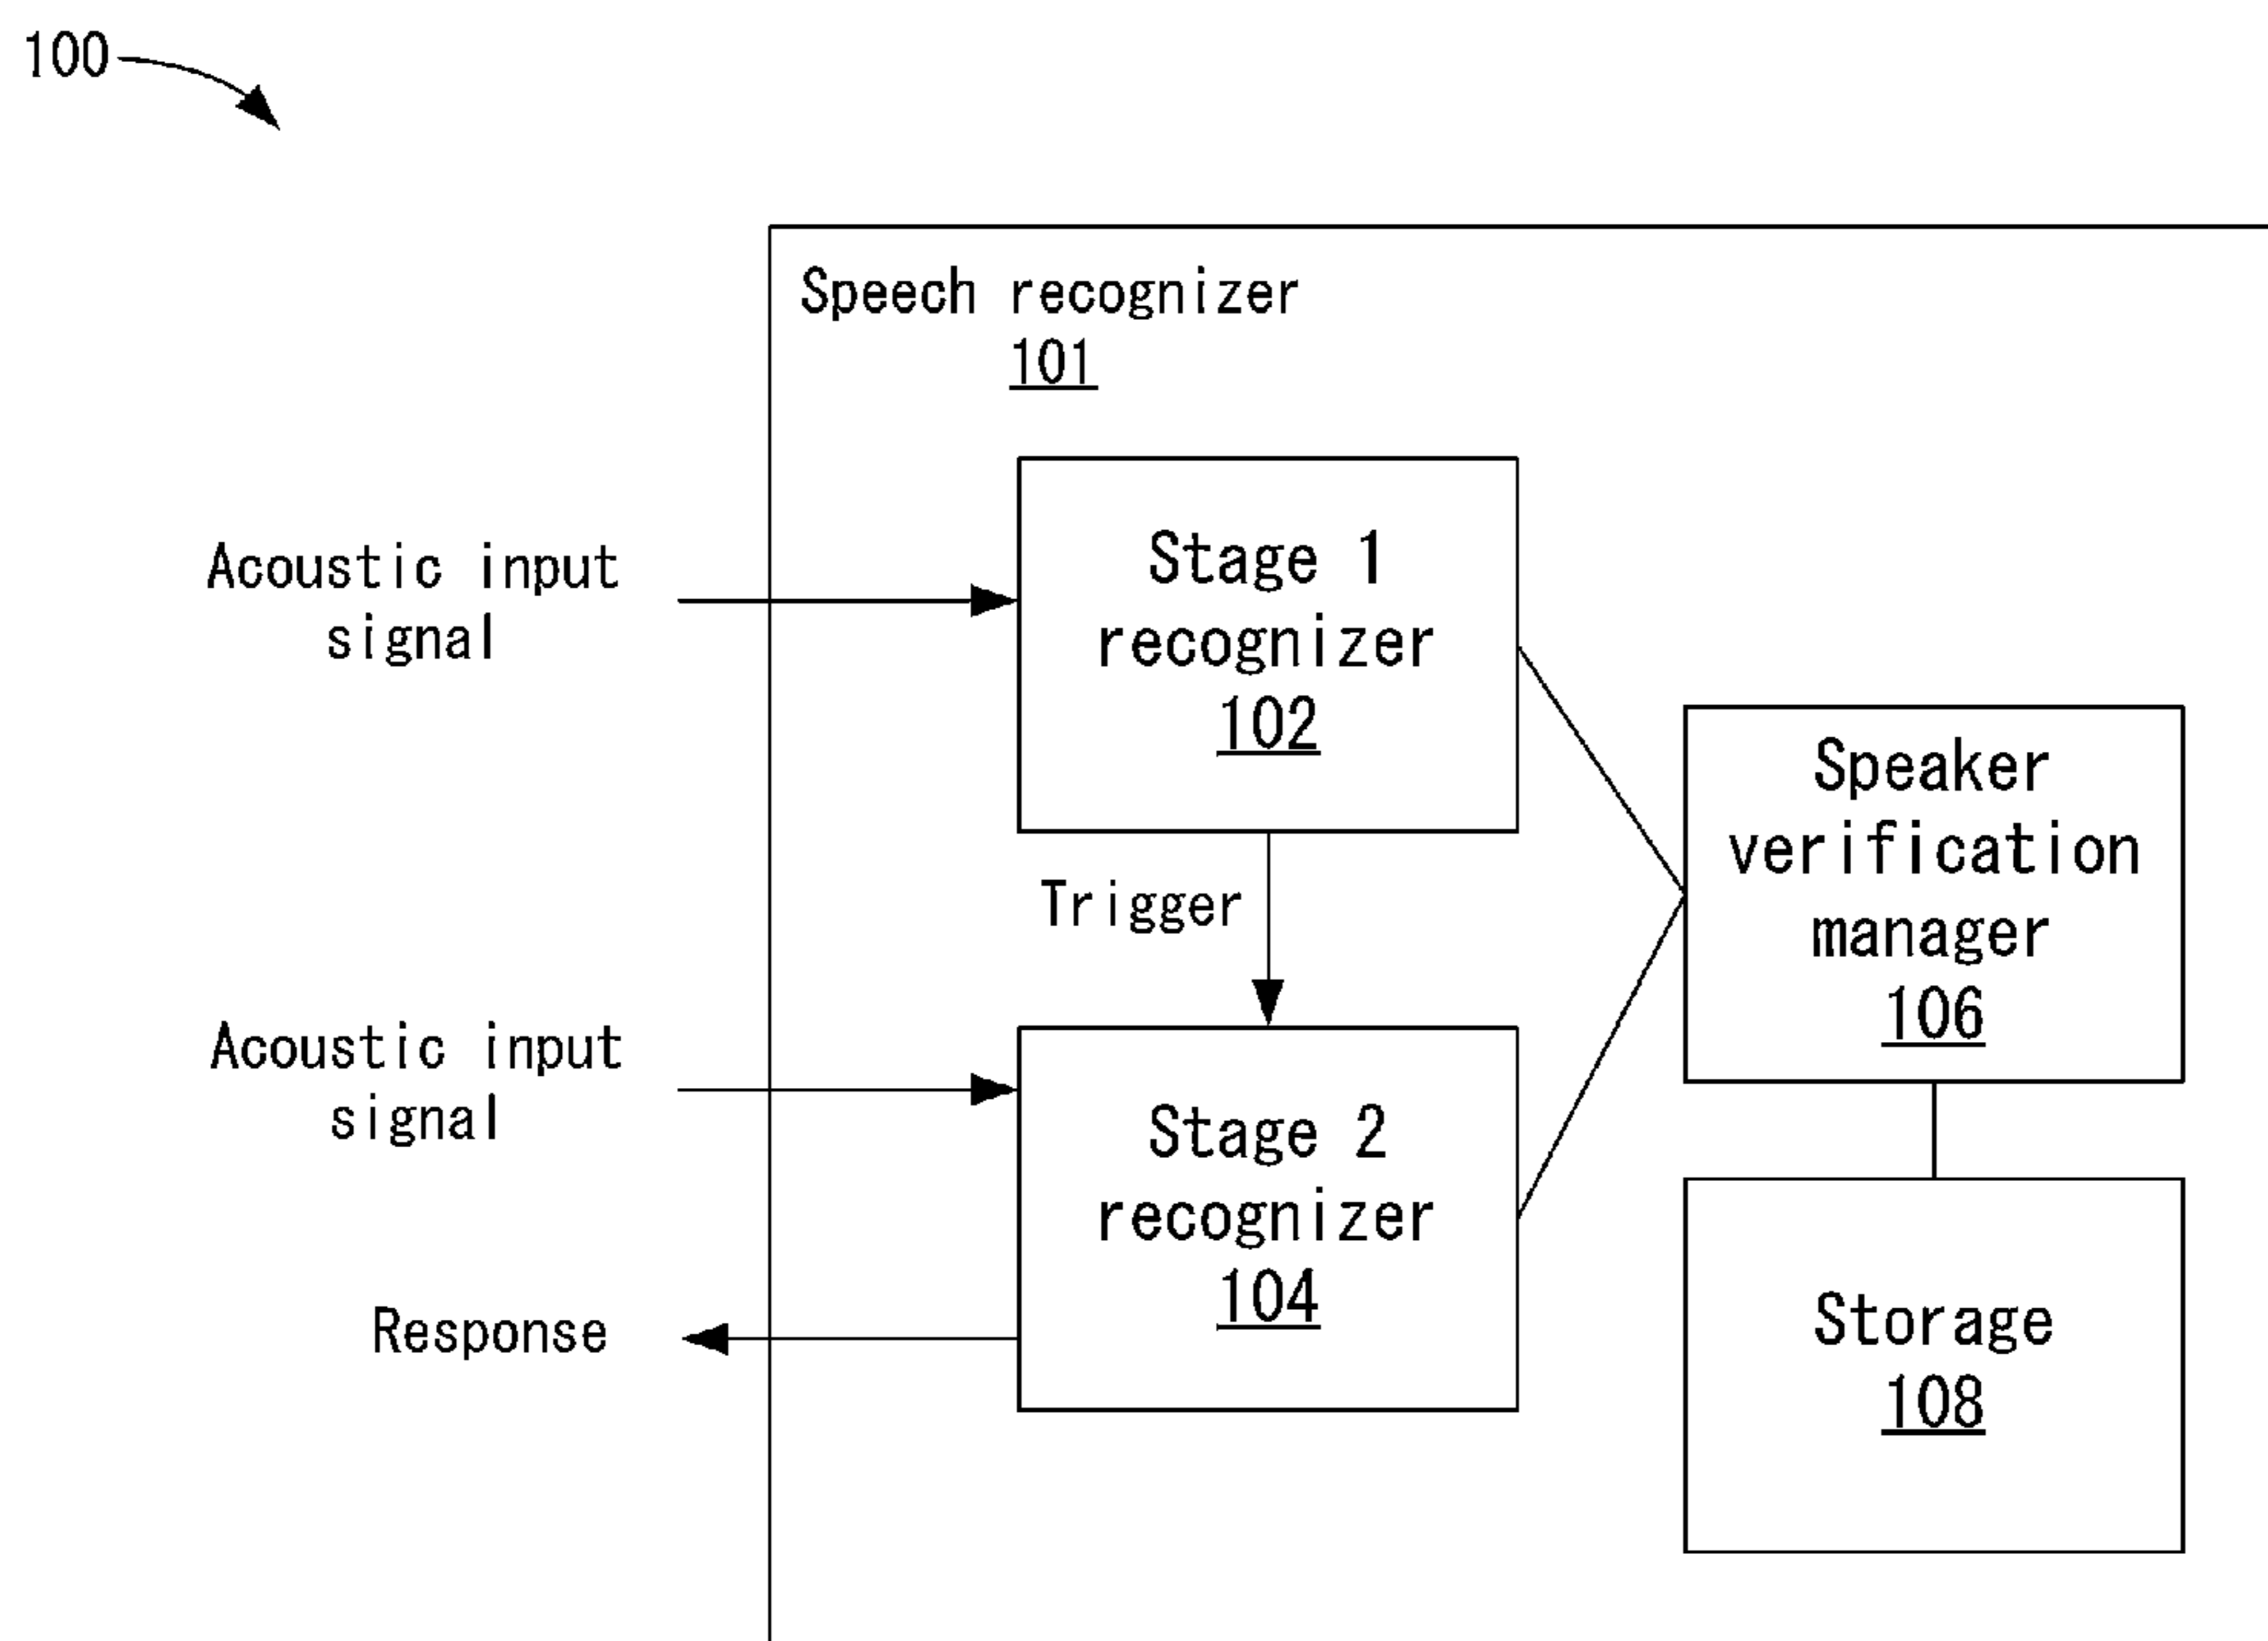 100
Speech recognizer
101
Acoustic input
signal
Stage 1
recognizer
102
Trigger
Speaker
verification
manager
106
Acoustic input
signal
Stage 2
recognizer
104
Response
Storage
108